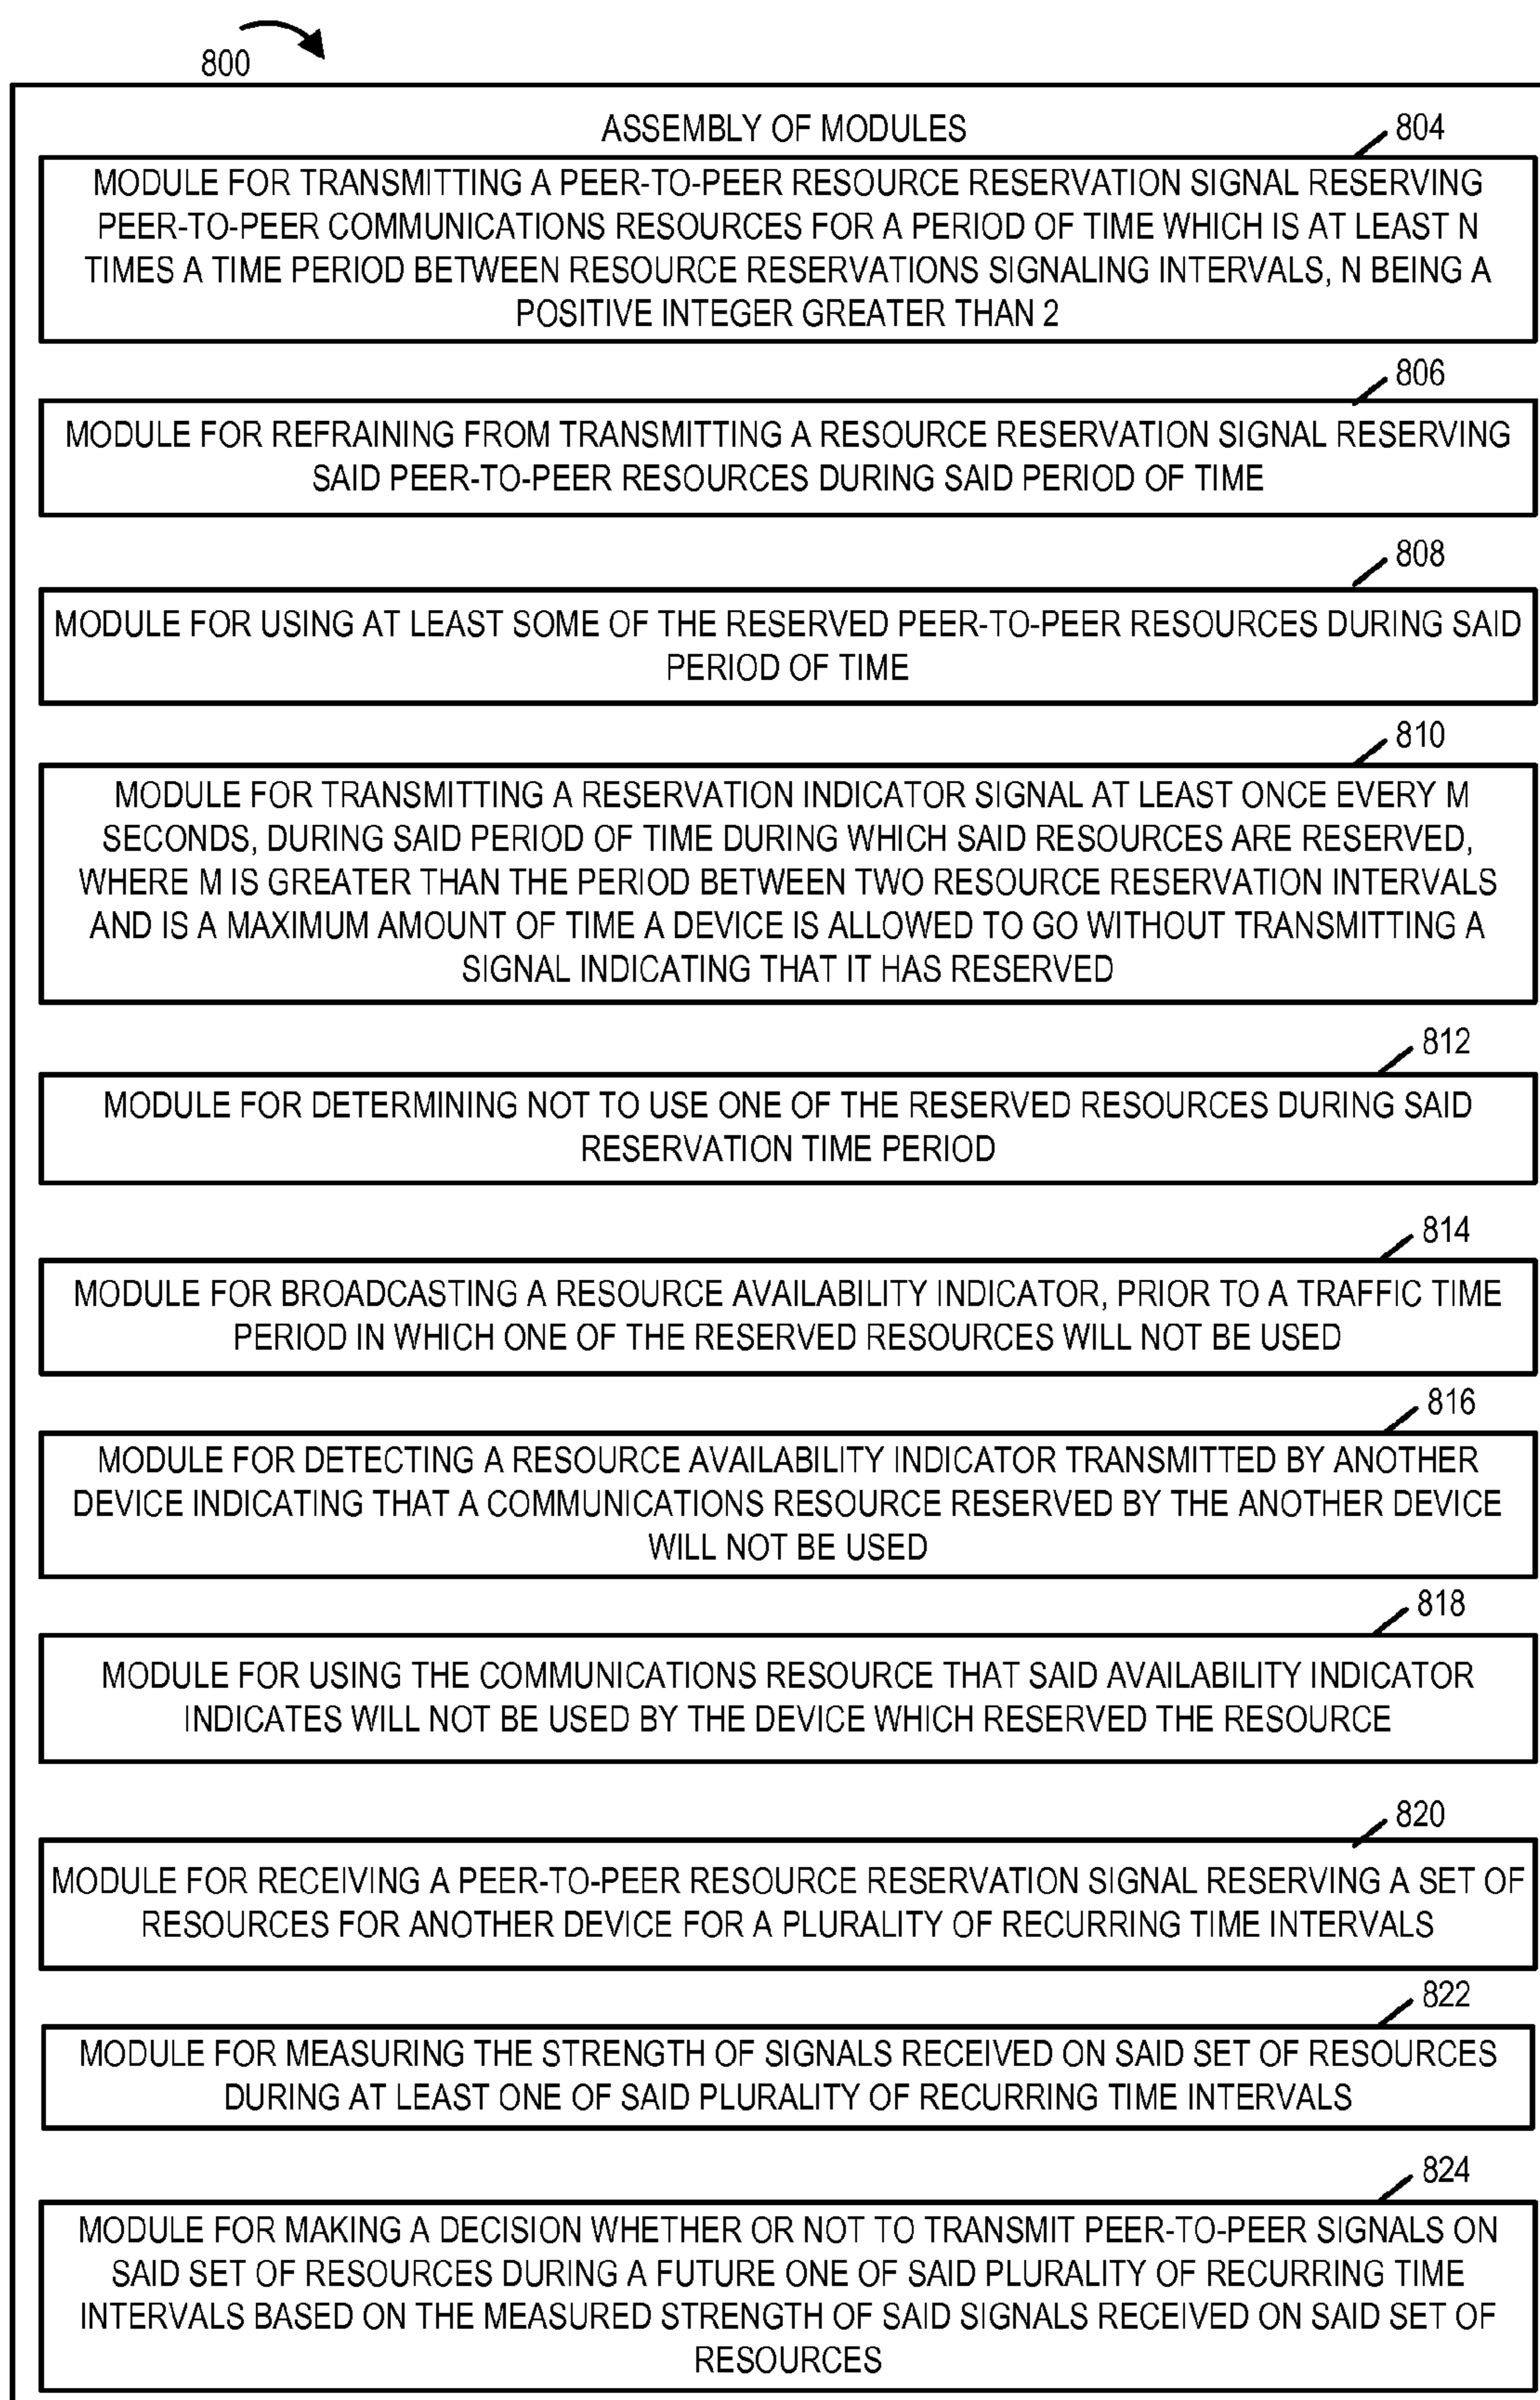 800
ASSEMBLY OF MODULES
804
MODULE FOR TRANSMITTING A PEER-TO-PEER RESOURCE RESERVATION SIGNAL RESERVING
PEER-TO-PEER COMMUNICATIONS RESOURCES FOR A PERIOD OF TIME WHICH IS AT LEAST N
TIMES A TIME PERIOD BETWEEN RESOURCE RESERVATIONS SIGNALING INTERVALS, N BEING A
POSITIVE INTEGER GREATER THAN 2
806
MODULE FOR REFRAINING FROM TRANSMITTING A RESOURCE RESERVATION SIGNAL RESERVING
SAID PEER-TO-PEER RESOURCES DURING SAID PERIOD OF TIME
808
MODULE FOR USING AT LEAST SOME OF THE RESERVED PEER-TO-PEER RESOURCES DURING SAID
PERIOD OF TIME
810
MODULE FOR TRANSMITTING A RESERVATION INDICATOR SIGNAL AT LEAST ONCE EVERY M
SECONDS, DURING SAID PERIOD OF TIME DURING WHICH SAID RESOURCES ARE RESERVED,
WHERE M IS GREATER THAN THE PERIOD BETWEEN TWO RESOURCE RESERVATION INTERVALS
AND IS A MAXIMUM AMOUNT OF TIME A DEVICE IS ALLOWED TO GO WITHOUT TRANSMITTING A
SIGNAL INDICATING THAT IT HAS RESERVED
812
MODULE FOR DETERMINING NOT TO USE ONE OF THE RESERVED RESOURCES DURING SAID
RESERVATION TIME PERIOD
814
MODULE FOR BROADCASTING A RESOURCE AVAILABILITY INDICATOR, PRIOR TO A TRAFFIC TIME
PERIOD IN WHICH ONE OF THE RESERVED RESOURCES WILL NOT BE USED
816
MODULE FOR DETECTING A RESOURCE AVAILABILITY INDICATOR TRANSMITTED BY ANOTHER
DEVICE INDICATING THAT A COMMUNICATIONS RESOURCE RESERVED BY THE ANOTHER DEVICE
WILL NOT BE USED
818
MODULE FOR USING THE COMMUNICATIONS RESOURCE THAT SAID AVAILABILITY INDICATOR
INDICATES WILL NOT BE USED BY THE DEVICE WHICH RESERVED THE RESOURCE
820
MODULE FOR RECEIVING A PEER-TO-PEER RESOURCE RESERVATION SIGNAL RESERVING A SET OF
RESOURCES FOR ANOTHER DEVICE FOR A PLURALITY OF RECURRING TIME INTERVALS
822
MODULE FOR MEASURING THE STRENGTH OF SIGNALS RECEIVED ON SAID SET OF RESOURCES
DURING AT LEAST ONE OF SAID PLURALITY OF RECURRING TIME INTERVALS
824
MODULE FOR MAKING A DECISION WHETHER OR NOT TO TRANSMIT PEER-TO-PEER SIGNALS ON
SAID SET OF RESOURCES DURING A FUTURE ONE OF SAID PLURALITY OF RECURRING TIME
INTERVALS BASED ON THE MEASURED STRENGTH OF SAID SIGNALS RECEIVED ON SAID SET OF
RESOURCES